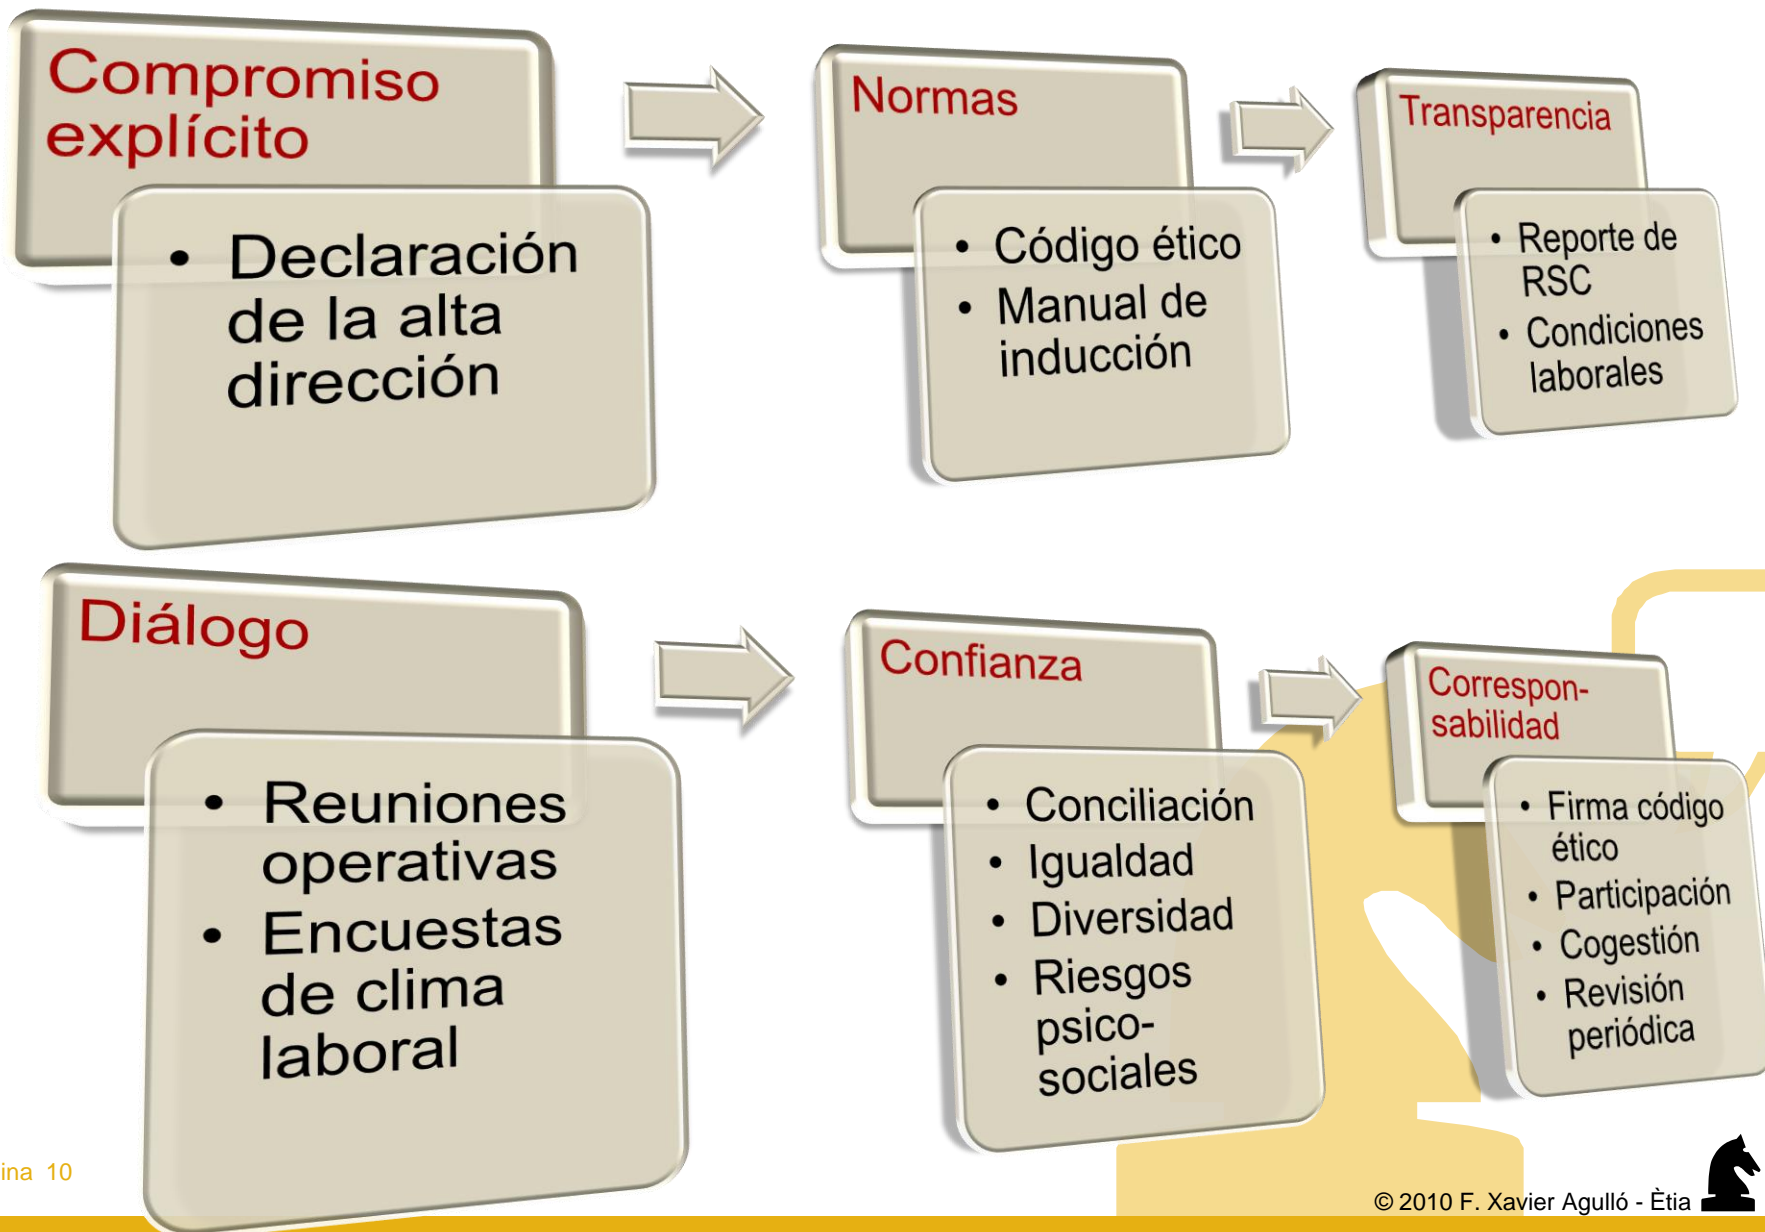 Compromiso
explícito
• Declaración
de la alta
dirección
Normas
• Código ético
• Manual de
inducción
Transparencia
• Reporte de
RSC
• Condiciones
laborales
Diálogo
• Reuniones
operativas
• Encuestas
de clima
laboral
Confianza
• Conciliación
• Igualdad
• Diversidad
• Riesgos
psico-
sociales
Correspon-
sabilidad
• Firma código
ético
• Participación
• Cogestión
• Revisión
periódica
ina 10
© 2010 F. Xavier Agulló - Ètia